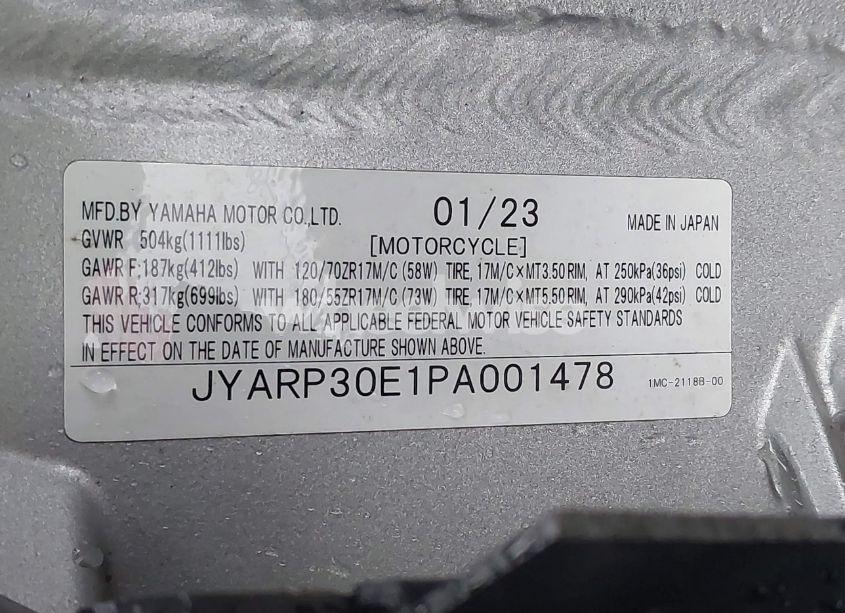 MFD.BY YAMAHA MOTOR CO.,LTD. 01/23 MADE IN JAPAN
GVWR 504kg(1111lbs) [MOTORCYCLE]
GAWR F;187kg(412lbs) WITH 120/70ZR17M/C (58W) TIRE, 17M/C×MT3.50 RIM, AT 250kPa(36psi) COLD
GAWR R;317kg(699lbs) WITH 180/55ZR17M/C (73W) TIRE, 17M/C×MT5.50 RIM, AT 290kPa(42psi) COLD
THIS VEHICLE CONFORMS TO ALL APPLICABLE FEDERAL MOTOR VEHICLE SAFETY STANDARDS
IN EFFECT ON THE DATE OF MANUFACTURE SHOWN ABOVE.
JYARP30E1PA001478 1MC-2118B-00